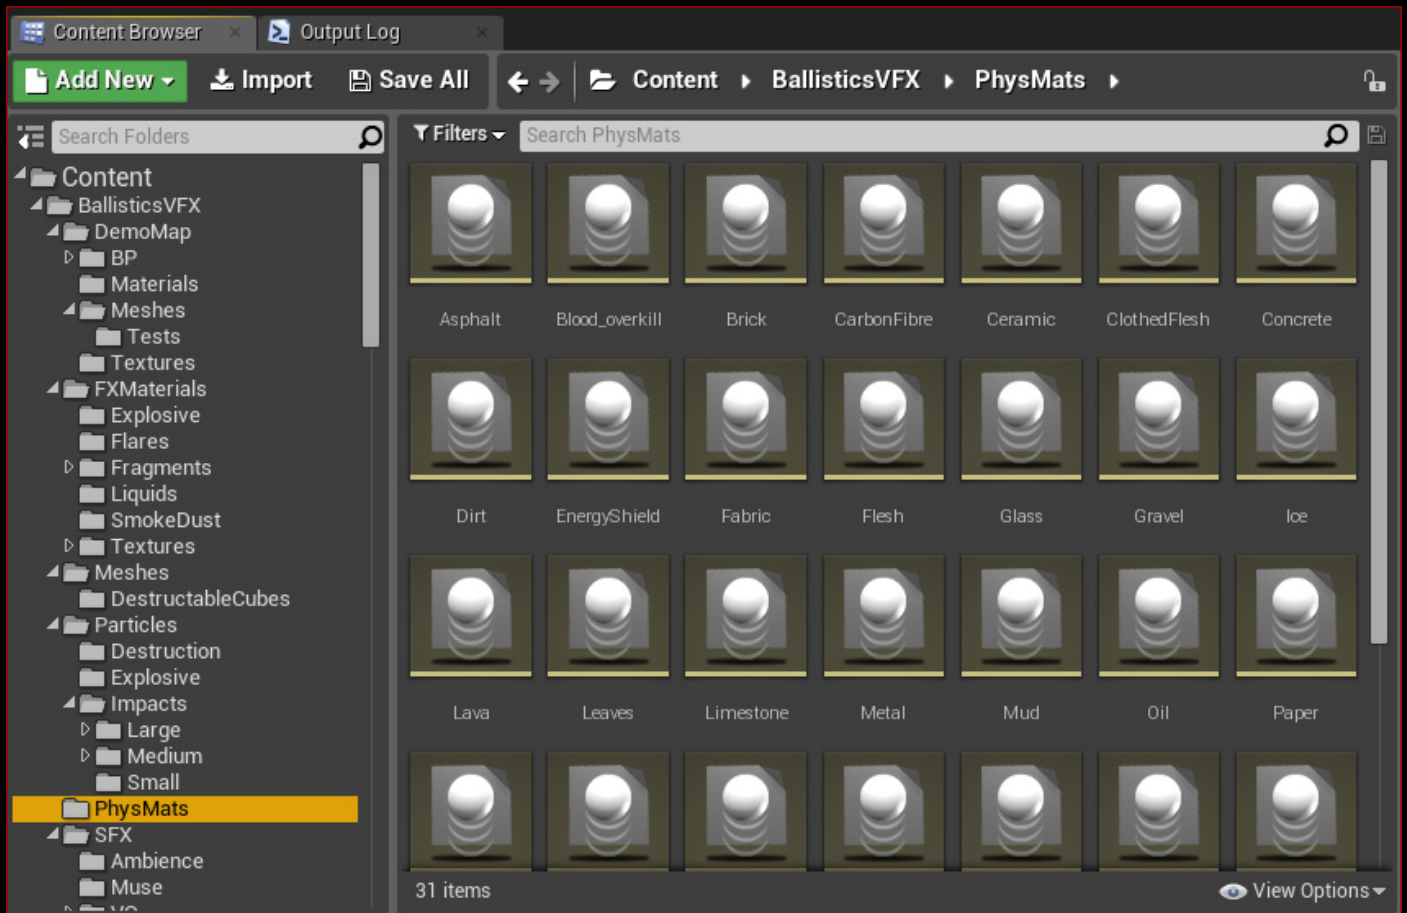 Content Browser
Output Log
Add New
Import
Save All
Content
BallisticsVFX
PhysMats
Search Folders
Content
BallisticsVFX
DemoMap
BP
Materials
Meshes
Tests
Textures
FXMaterials
Explosive
Flares
Fragments
Liquids
SmokeDust
Textures
Meshes
DestructableCubes
Particles
Destruction
Explosive
Impacts
Large
Medium
Small
PhysMats
SFX
Ambience
Muse
Filters
Search PhysMats
Asphalt Blood_overkill Brick CarbonFibre Ceramic ClothedFlesh Concrete
Dirt EnergyShield Fabric Flesh Glass Gravel Ice
Lava Leaves Limestone Metal Mud Oil Paper
31 items
View Options